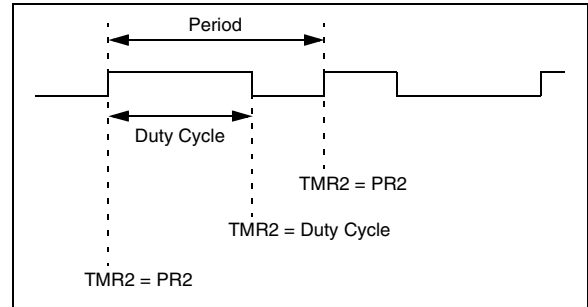 Period
Duty Cycle
TMR2 = PR2
TMR2 = Duty Cycle
TMR2 = PR2